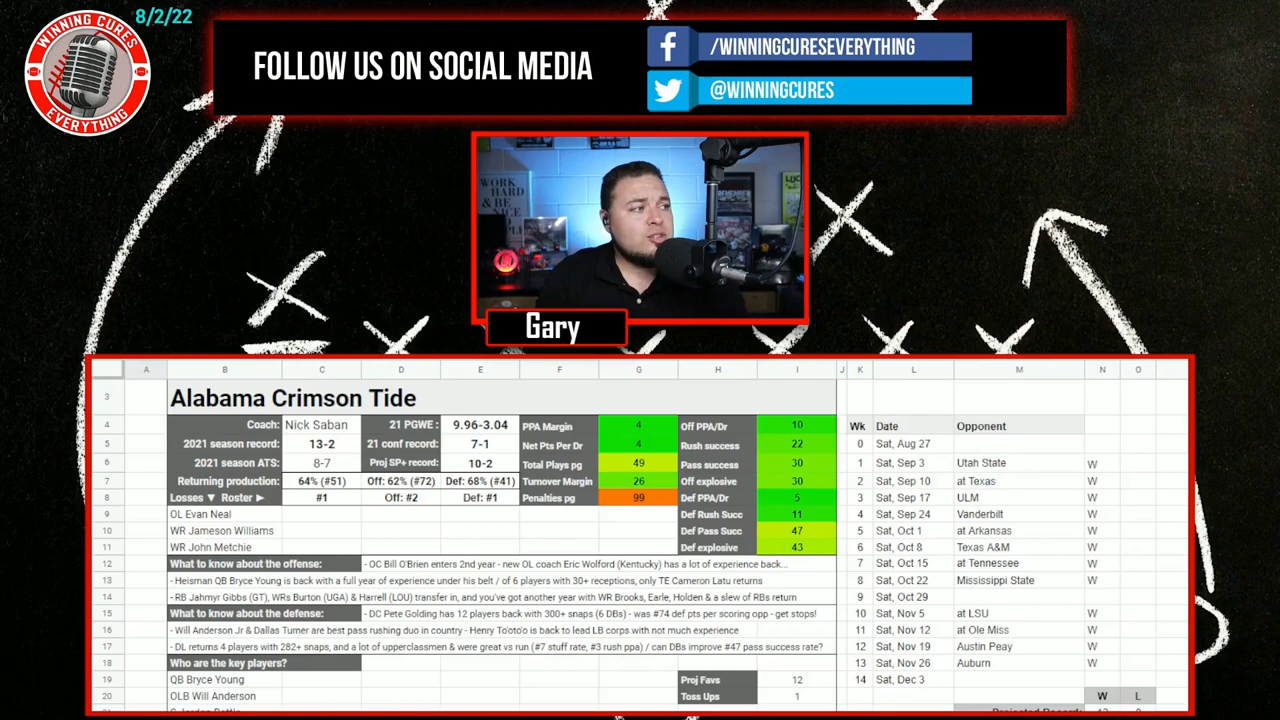 8/2/22
WINNING CURES
EVERYTHING
FOLLOW US ON SOCIAL MEDIA
/WINNINGCURESEVERYTHING
@WINNINGCURES
WORK
HARD
& BE
NICE
Gary
A B C D E F G H I J K L M N O
3 Alabama Crimson Tide
4 Coach: Nick Saban 21 PGWE : 9.96-3.04 PPA Margin 4 Off PPA/Dr 10 Wk Date Opponent
5 2021 season record: 13-2 21 conf record: 7-1 Net Pts Per Dr 4 Rush success 22 0 Sat, Aug 27
6 2021 season ATS: 8-7 Proj SP+ record: 10-2 Total Plays pg 49 Pass success 30 1 Sat, Sep 3 Utah State W
7 Returning production: 64% (#51) Off: 62% (#72) Def: 68% (#41) Turnover Margin 26 Off explosive 30 2 Sat, Sep 10 at Texas W
8 Losses ▼ Roster ► #1 Off: #2 Def: #1 Penalties pg 99 Def PPA/Dr 5 3 Sat, Sep 17 ULM W
9 OL Evan Neal Def Rush Succ 11 4 Sat, Sep 24 Vanderbilt W
10 WR Jameson Williams Def Pass Succ 47 5 Sat, Oct 1 at Arkansas W
11 WR John Metchie Def explosive 43 6 Sat, Oct 8 Texas A&M W
12 What to know about the offense: - OC Bill O'Brien enters 2nd year - new OL coach Eric Wolford (Kentucky) has a lot to weed back... 7 Sat, Oct 15 at Tennessee W
13 - Heisman QB Bryce Young is back with a full year of experience under his belt / of 6 players with 30+ receptions, only TE Cameron Latu returns 8 Sat, Oct 22 Mississippi State W
14 - RB Jahmyr Gibbs (GT), WRs Burton (UGA) & Harrell (LOU) transfer in, and you've got another year with WR Brooks, Earle, Holden & a slew of RBs return 9 Sat, Oct 29
15 What to know about the defense: - DC Pete Golding has 12 players back with 300+ snaps (6 DBs) - was #74 def pts per scoring opp - get stops! 10 Sat, Nov 5 at LSU W
16 - Will Anderson Jr & Dallas Turner are best pass rushing duo in country - Henry To'oto'o is back to lead LB corps with not much experience 11 Sat, Nov 12 at Ole Miss W
17 - DL returns 4 players with 282+ snaps, and a lot of upperclassmen & were great vs run (#7 stuff rate, #3 rush ppa) / can DBs improve #47 pass success rate? 12 Sat, Nov 19 Austin Peay W
18 Who are the key players? 13 Sat, Nov 26 Auburn W
19 QB Bryce Young Proj Favs 12 14 Sat, Dec 3
20 OLB Will Anderson Toss Ups 1 W L